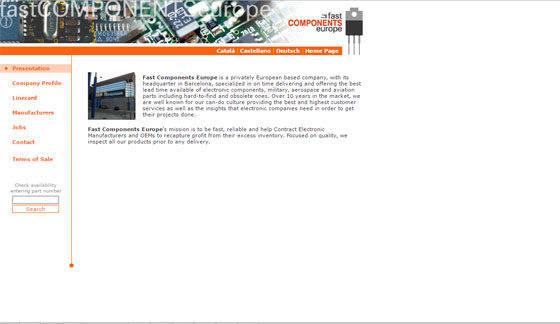 fastCOMPONENTSeurope
fast
COMPONENTS
europe
Català | Castellano | Deutsch | Home Page
Presentation
Company Profile
Linecard
Manufacturers
Jobs
Contact
Terms of Sale
Check availability
entering part number
Search
Fast Components Europe is a privately European based company, with its
headquarter in Barcelona, specialized in on time delivering and offering the best
lead time available of electronic components, military, aerospace and aviation
parts including hard-to-find and obsolete ones. Over 10 years in the market, we
are well known for our can-do culture providing the best and highest customer
services as well as the insights that electronic companies need in order to get
their projects done.
Fast Components Europe's mission is to be fast, reliable and help Contract Electronic
Manufacturers and OEMs to recapture profit from their excess inventory. Focused on quality, we
inspect all our products prior to any delivery.